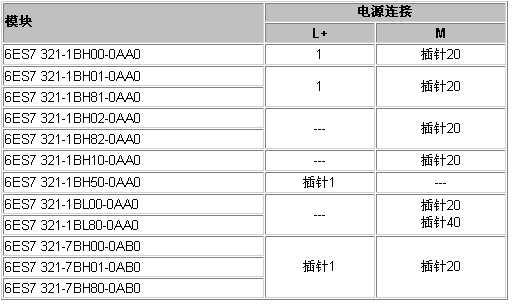 模块 电源连接
L+ M
6ES7 321-1BH00-0AA0 1 插针20
6ES7 321-1BH01-0AA0 1 插针20
6ES7 321-1BH81-0AA0
6ES7 321-1BH02-0AA0 --- 插针20
6ES7 321-1BH82-0AA0
6ES7 321-1BH10-0AA0 --- 插针20
6ES7 321-1BH50-0AA0 插针1 ---
6ES7 321-1BL00-0AA0 --- 插针20
6ES7 321-1BL80-0AA0 插针40
6ES7 321-7BH00-0AB0
6ES7 321-7BH01-0AB0 插针1 插针20
6ES7 321-7BH80-0AB0